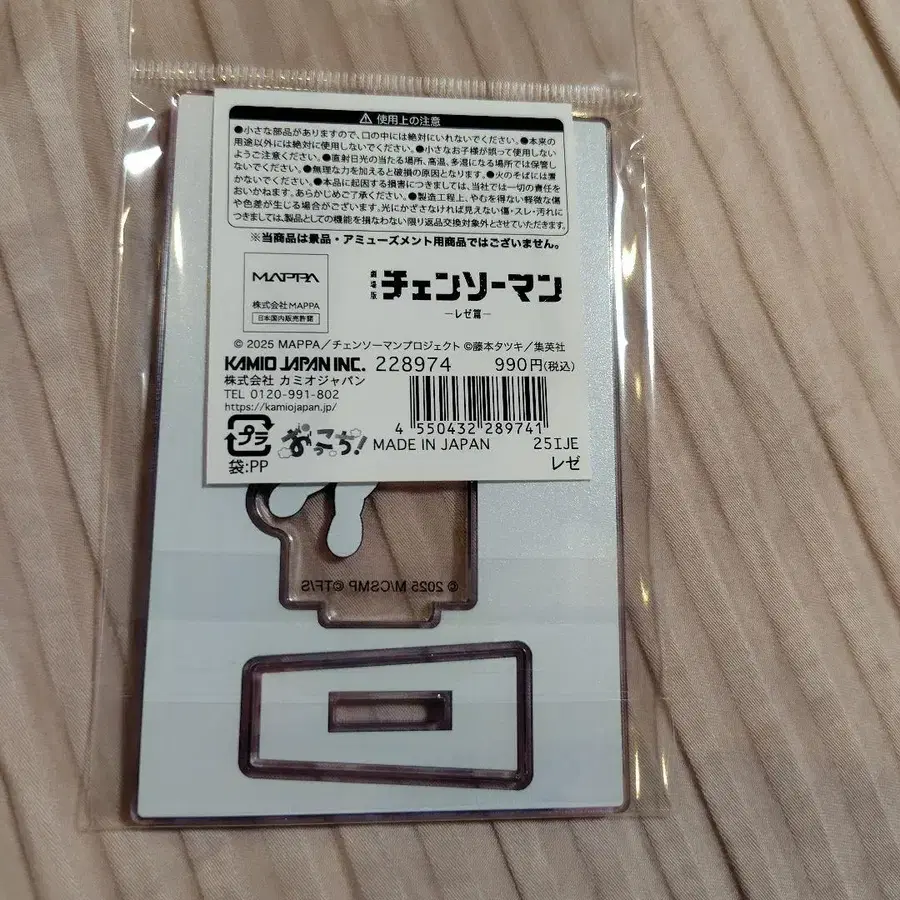 ⚠ 使用上の注意
●小さな部品がありますので、口の中には絶対にいれないでください。●本来の
用途以外には絶対に使用しないでください。●小さなお子様が誤って使用しない
ようご注意ください。●直射日光の当たる場所、高温、多湿になる場所では保管し
ないでください。●無理な力を加えると破損の原因となります。●火のそばには置
かないでください。●本品に起因する損害につきましては、当社では一切の責任を
おいかねます。あらかじめご了承ください。●製造工程上、やむを得ない軽微な傷
や色差が生じる場合がございます。光にかざさなければ見えない傷・スレ・汚れに
つきましては、製品としての機能を損なわない限り返品交換対象外とさせていただきます。
※当商品は景品・アミューズメント用商品ではございません。
MAPPA
株式会社MAPPA
日本国内販売許諾
劇場版 チェンソーマン
―レゼ篇―
© 2025 MAPPA／チェンソーマンプロジェクト ©藤本タツキ／集英社
KAMIO JAPAN INC. 228974 990円(税込)
株式会社 カミオジャパン
TEL 0120-991-802
https://kamiojapan.jp/
4 550432 289741
プラ
袋:PP
おっこち!
MADE IN JAPAN 25IJE
レゼ
© 2025 M/CSMP ©TF/S